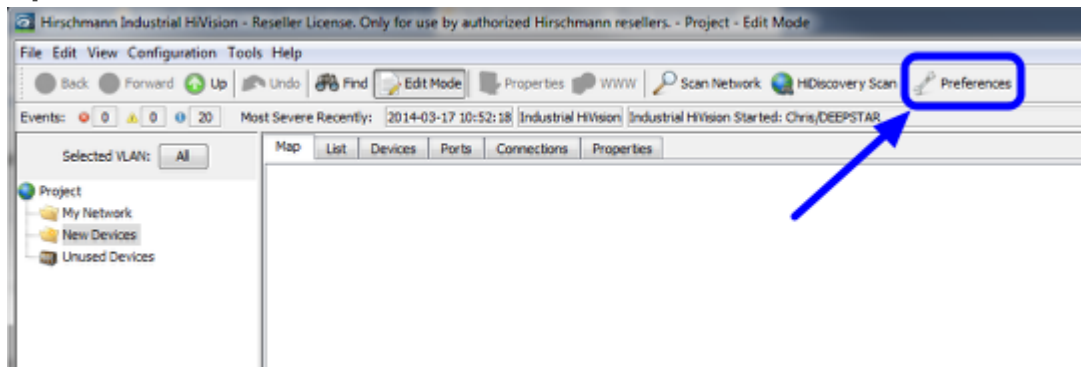 Hirschmann Industrial HiVision - Reseller License. Only for use by authorized Hirschmann resellers. - Project - Edit Mode
File Edit View Configuration Tools Help
Back Forward Up Undo Find Edit Mode Properties WWW Scan Network HiDiscovery Scan Preferences
Events: 0 0 20 Most Severe Recently: 2014-03-17 10:52:18 Industrial HiVision Industrial HiVision Started: Chris/DEEPSTAR
Selected VLAN: All
Map List Devices Ports Connections Properties
Project
My Network
New Devices
Unused Devices